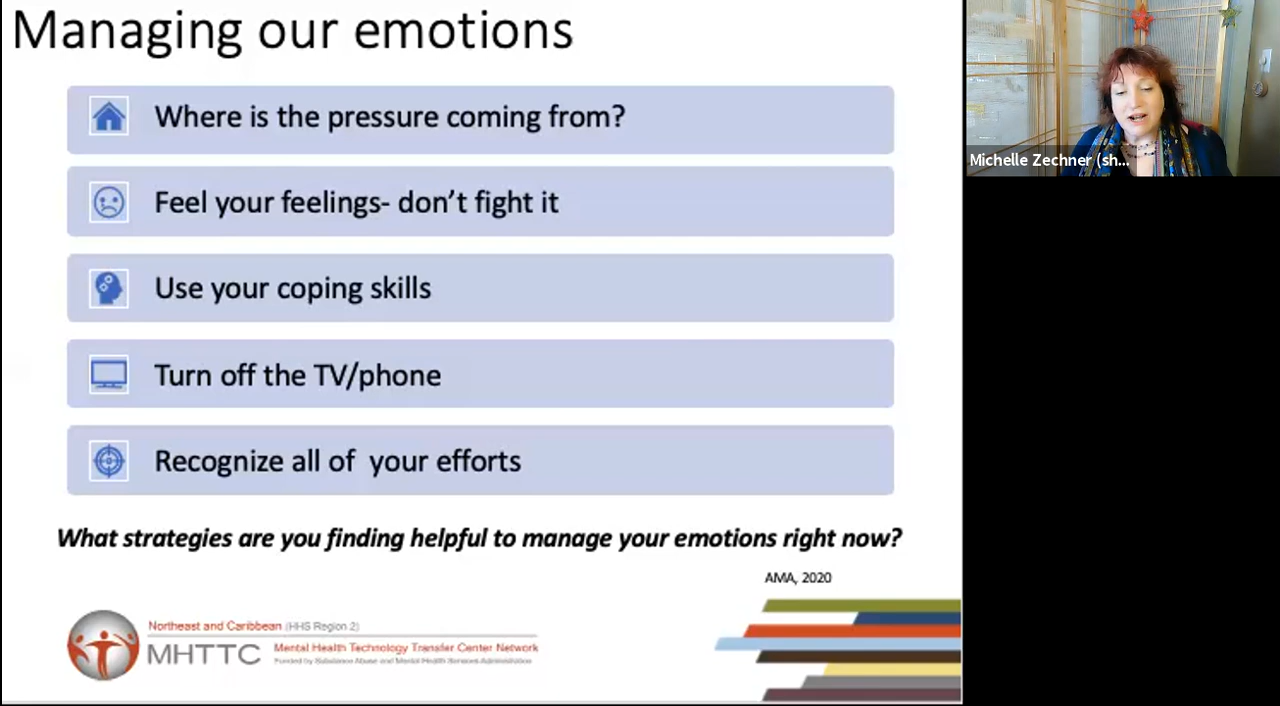 Managing our emotions
Where is the pressure coming from?
Feel your feelings- don't fight it
Use your coping skills
Turn off the TV/phone
Recognize all of  your efforts
What strategies are you finding helpful to manage your emotions right now?
AMA, 2020
Northeast and Caribbean (HHS Region 2)
MHTTC
Mental Health Technology Transfer Center Network
Funded by Substance Abuse and Mental Health Services Administration
Michelle Zechner (sh...